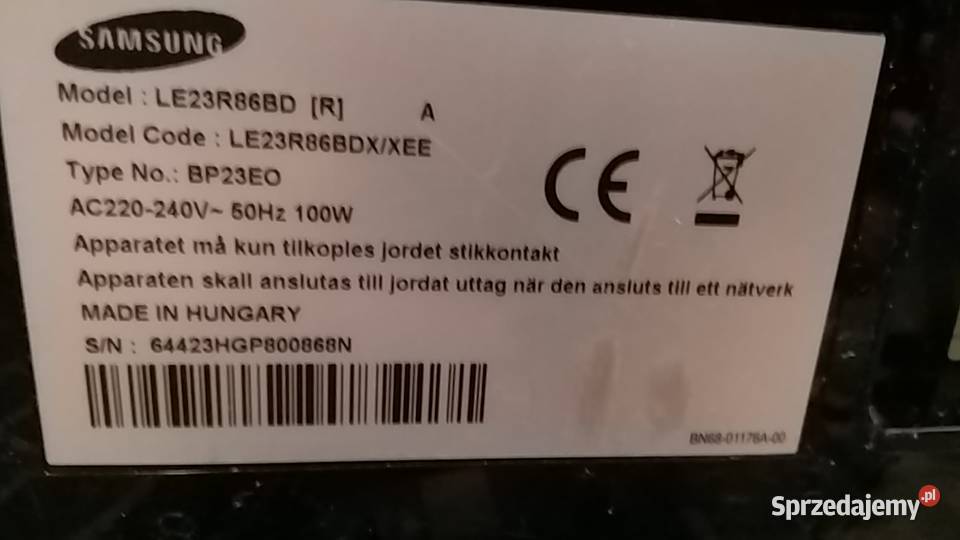 SAMSUNG
Model : LE23R86BD [R] A
Model Code : LE23R86BDX/XEE
Type No.: BP23EO
AC220-240V~ 50Hz 100W
CE
Apparatet må kun tilkoples jordet stikkontakt
Apparaten skall anslutas till jordat uttag när den ansluts till ett nätverk
MADE IN HUNGARY
S/N : 64423HGP800868N
BN68-01176A-00
Sprzedajemy.pl